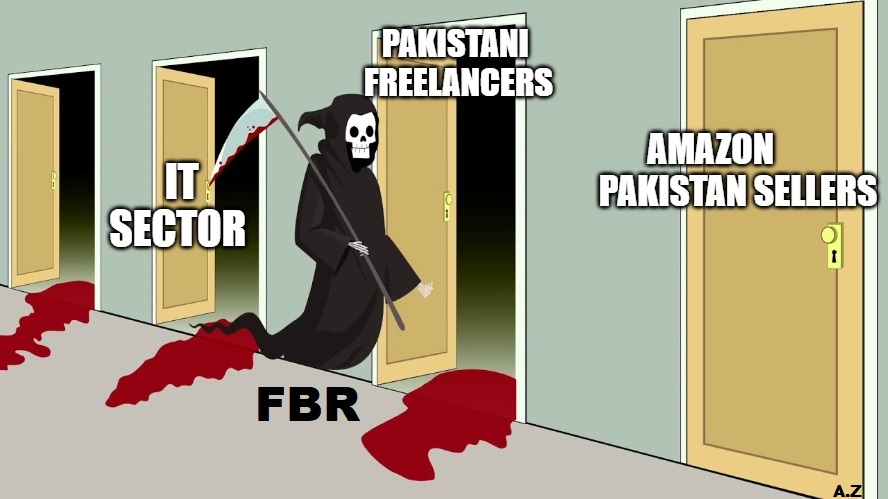 PAKISTANI
FREELANCERS
AMAZON
PAKISTAN SELLERS
IT
SECTOR
FBR
A.Z